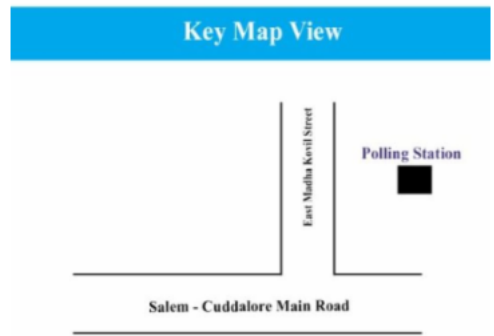 Key Map View
East Madha Kovil Street
Polling Station
Salem - Cuddalore Main Road